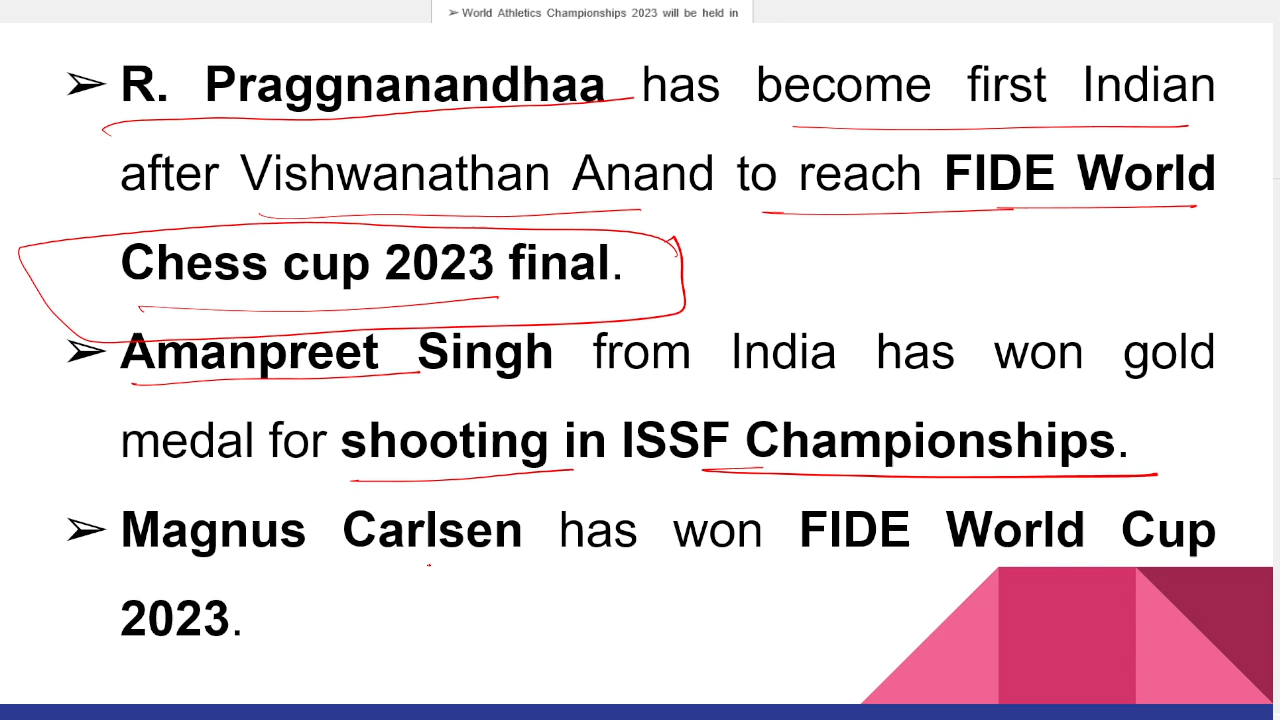 ➢ World Athletics Championships 2023 will be held in
➢ R. Praggnanandhaa has become first Indian
after Vishwanathan Anand to reach FIDE World
Chess cup 2023 final.
➢ Amanpreet Singh from India has won gold
medal for shooting in ISSF Championships.
➢ Magnus Carlsen has won FIDE World Cup
2023.